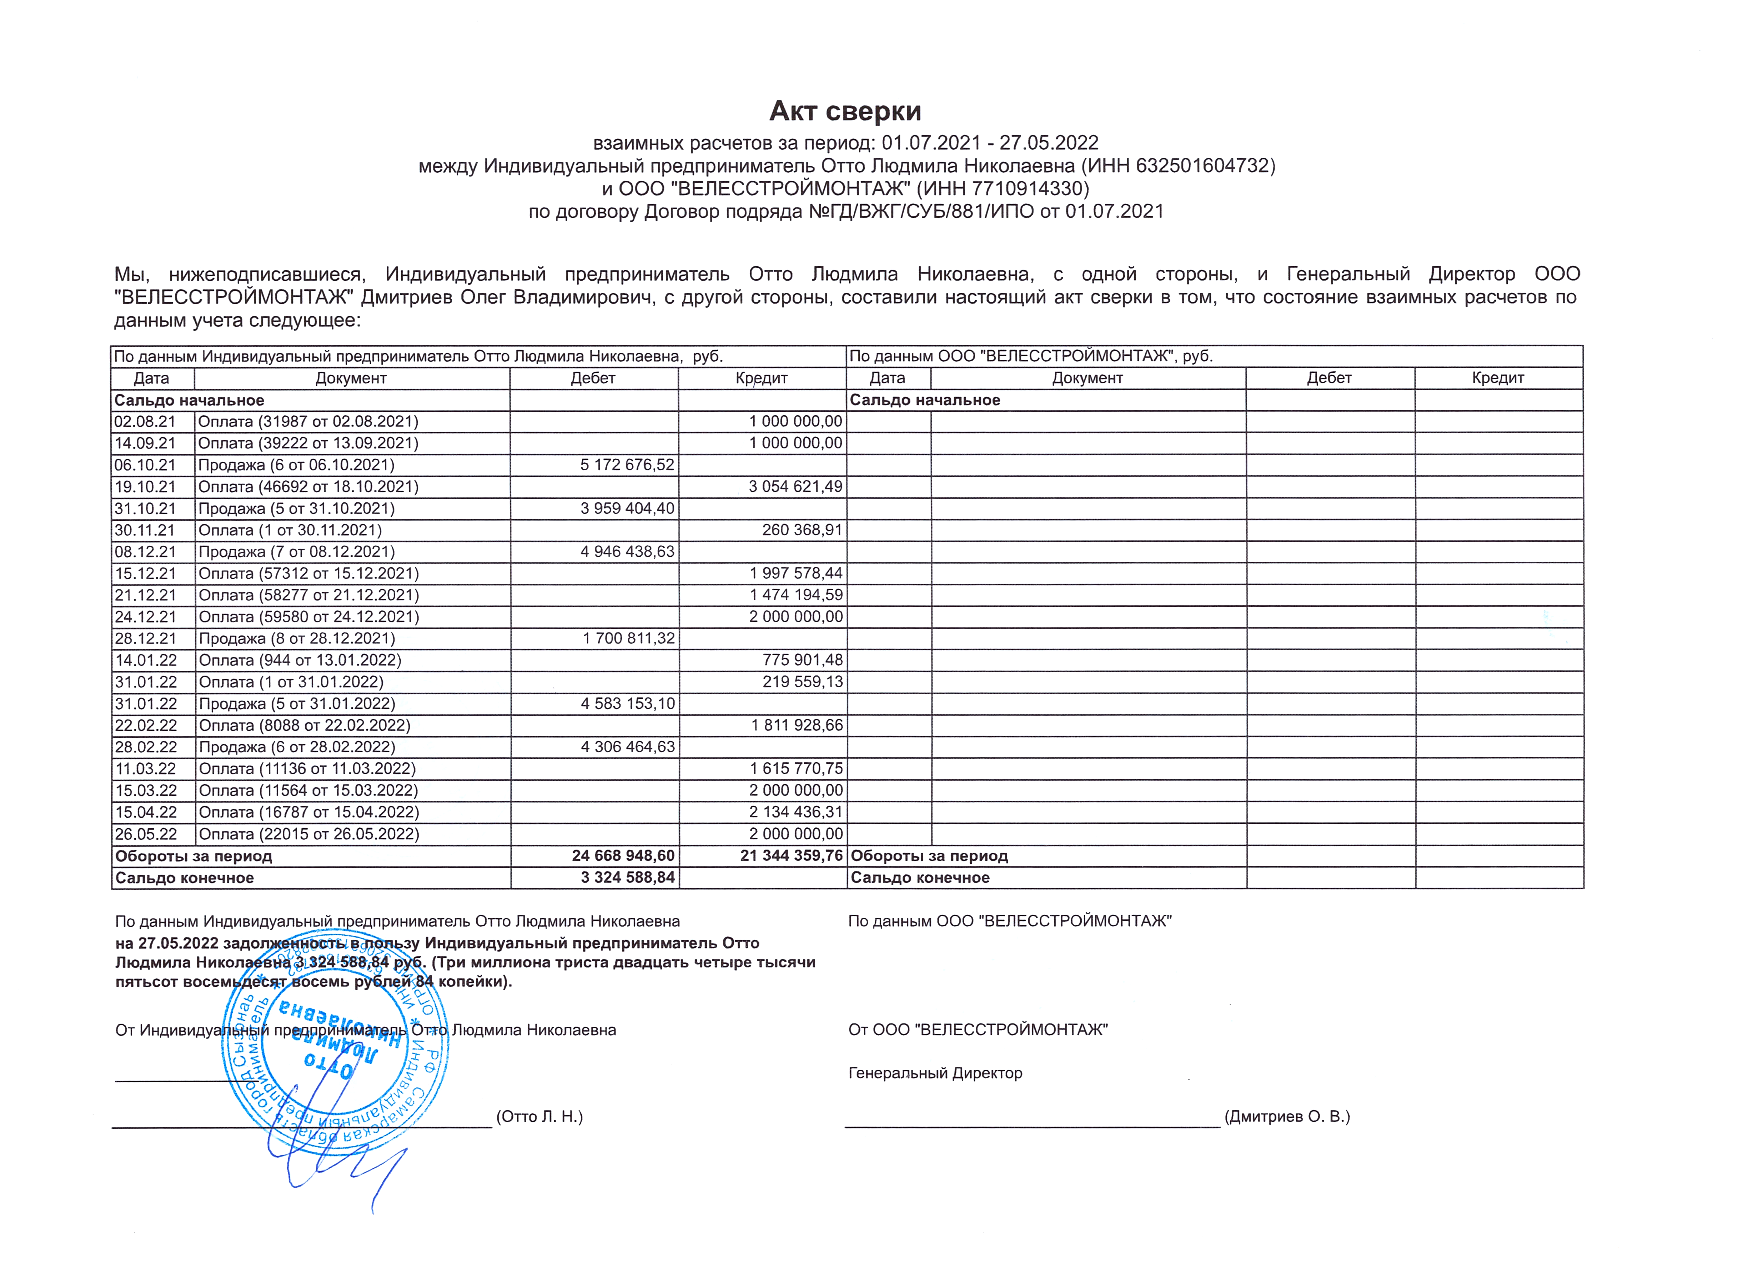 Акт сверки
взаимных расчетов за период: 01.07.2021 - 27.05.2022
между Индивидуальный предприниматель Отто Людмила Николаевна (ИНН 632501604732)
и ООО "ВЕЛЕССТРОЙМОНТАЖ" (ИНН 7710914330)
по договору Договор подряда №ГД/ВЖГ/СУБ/881/ИПО от 01.07.2021
Мы, нижеподписавшиеся, Индивидуальный предприниматель Отто Людмила Николаевна, с одной стороны, и Генеральный Директор ООО
"ВЕЛЕССТРОЙМОНТАЖ" Дмитриев Олег Владимирович, с другой стороны, составили настоящий акт сверки в том, что состояние взаимных расчетов по
данным учета следующее:
По данным Индивидуальный предприниматель Отто Людмила Николаевна, руб. По данным ООО "ВЕЛЕССТРОЙМОНТАЖ", руб.
Дата Документ Дебет Кредит Дата Документ Дебет Кредит
Сальдо начальное Сальдо начальное
02.08.21 Оплата (31987 от 02.08.2021) 1 000 000,00
14.09.21 Оплата (39222 от 13.09.2021) 1 000 000,00
06.10.21 Продажа (6 от 06.10.2021) 5 172 676,52
19.10.21 Оплата (46692 от 18.10.2021) 3 054 621,49
31.10.21 Продажа (5 от 31.10.2021) 3 959 404,40
30.11.21 Оплата (1 от 30.11.2021) 260 368,91
08.12.21 Продажа (7 от 08.12.2021) 4 946 438,63
15.12.21 Оплата (57312 от 15.12.2021) 1 997 578,44
21.12.21 Оплата (58277 от 21.12.2021) 1 474 194,59
24.12.21 Оплата (59580 от 24.12.2021) 2 000 000,00
28.12.21 Продажа (8 от 28.12.2021) 1 700 811,32
14.01.22 Оплата (944 от 13.01.2022) 775 901,48
31.01.22 Оплата (1 от 31.01.2022) 219 559,13
31.01.22 Продажа (5 от 31.01.2022) 4 583 153,10
22.02.22 Оплата (8088 от 22.02.2022) 1 811 928,66
28.02.22 Продажа (6 от 28.02.2022) 4 306 464,63
11.03.22 Оплата (11136 от 11.03.2022) 1 615 770,75
15.03.22 Оплата (11564 от 15.03.2022) 2 000 000,00
15.04.22 Оплата (16787 от 15.04.2022) 2 134 436,31
26.05.22 Оплата (22015 от 26.05.2022) 2 000 000,00
Обороты за период 24 668 948,60 21 344 359,76 Обороты за период
Сальдо конечное 3 324 588,84 Сальдо конечное
По данным Индивидуальный предприниматель Отто Людмила Николаевна По данным ООО "ВЕЛЕССТРОЙМОНТАЖ"
на 27.05.2022 задолженность в пользу Индивидуальный предприниматель Отто
Людмила Николаевна 3 324 588,84 руб. (Три миллиона триста двадцать четыре тысячи
пятьсот восемьдесят восемь рублей 84 копейки).
От Индивидуальный предприниматель Отто Людмила Николаевна От ООО "ВЕЛЕССТРОЙМОНТАЖ"
Генеральный Директор
(Отто Л. Н.) (Дмитриев О. В.)
РФ Самарская область город Сызрань
Индивидуальный предприниматель
Отто
Людмила
Николаевна